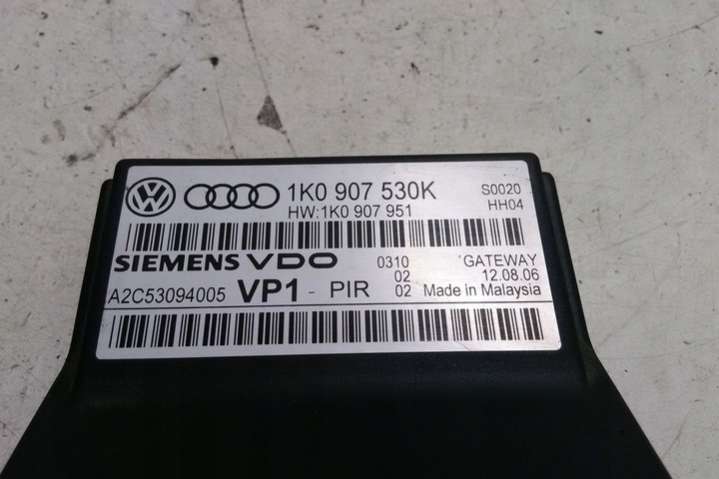 1K0 907 530K S0020
HW:1K0 907 951 HH04
SIEMENS VDO 0310 GATEWAY
02 12.08.06
A2C53094005 VP1 - PIR 02 Made in Malaysia